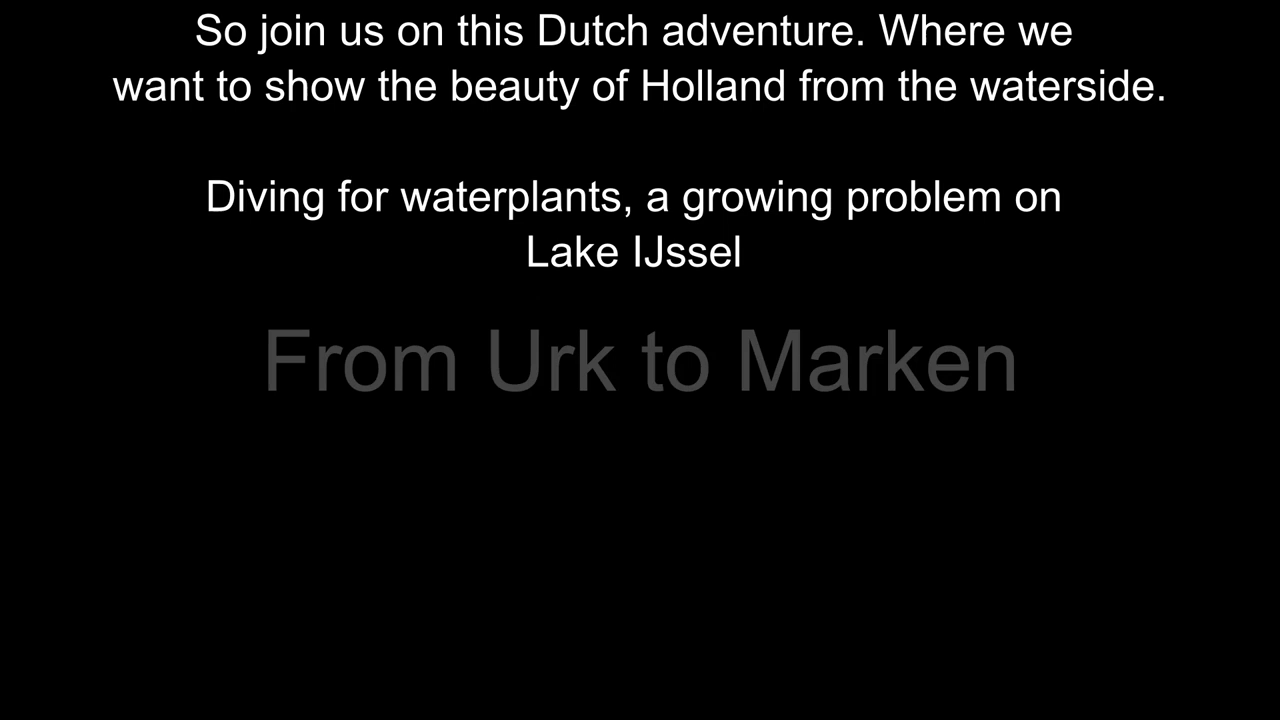 So join us on this Dutch adventure. Where we
want to show the beauty of Holland from the waterside.
Diving for waterplants, a growing problem on
Lake IJssel
From Urk to Marken